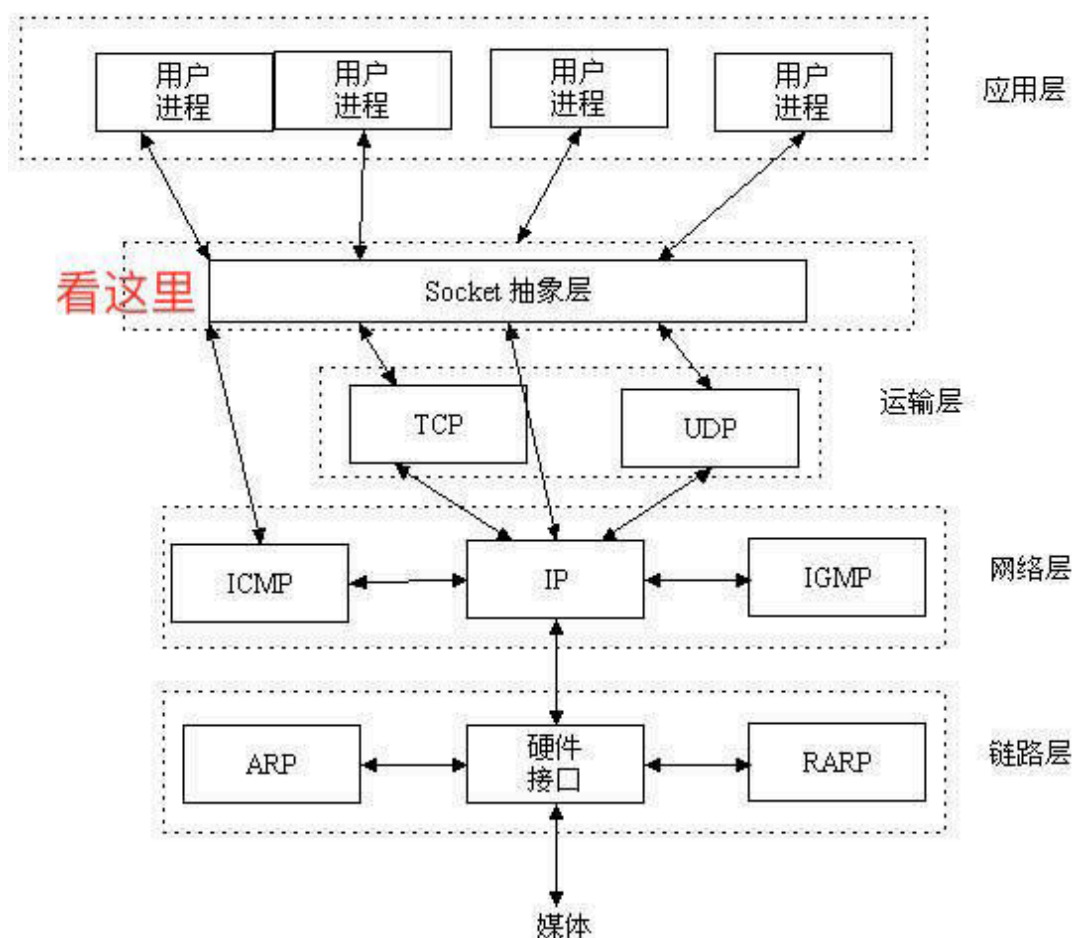 用户
进程
用户
进程
用户
进程
用户
进程
应用层
看这里
Socket 抽象层
TCP
UDP
运输层
ICMP
IP
IGMP
网络层
ARP
硬件
接口
RARP
链路层
媒体